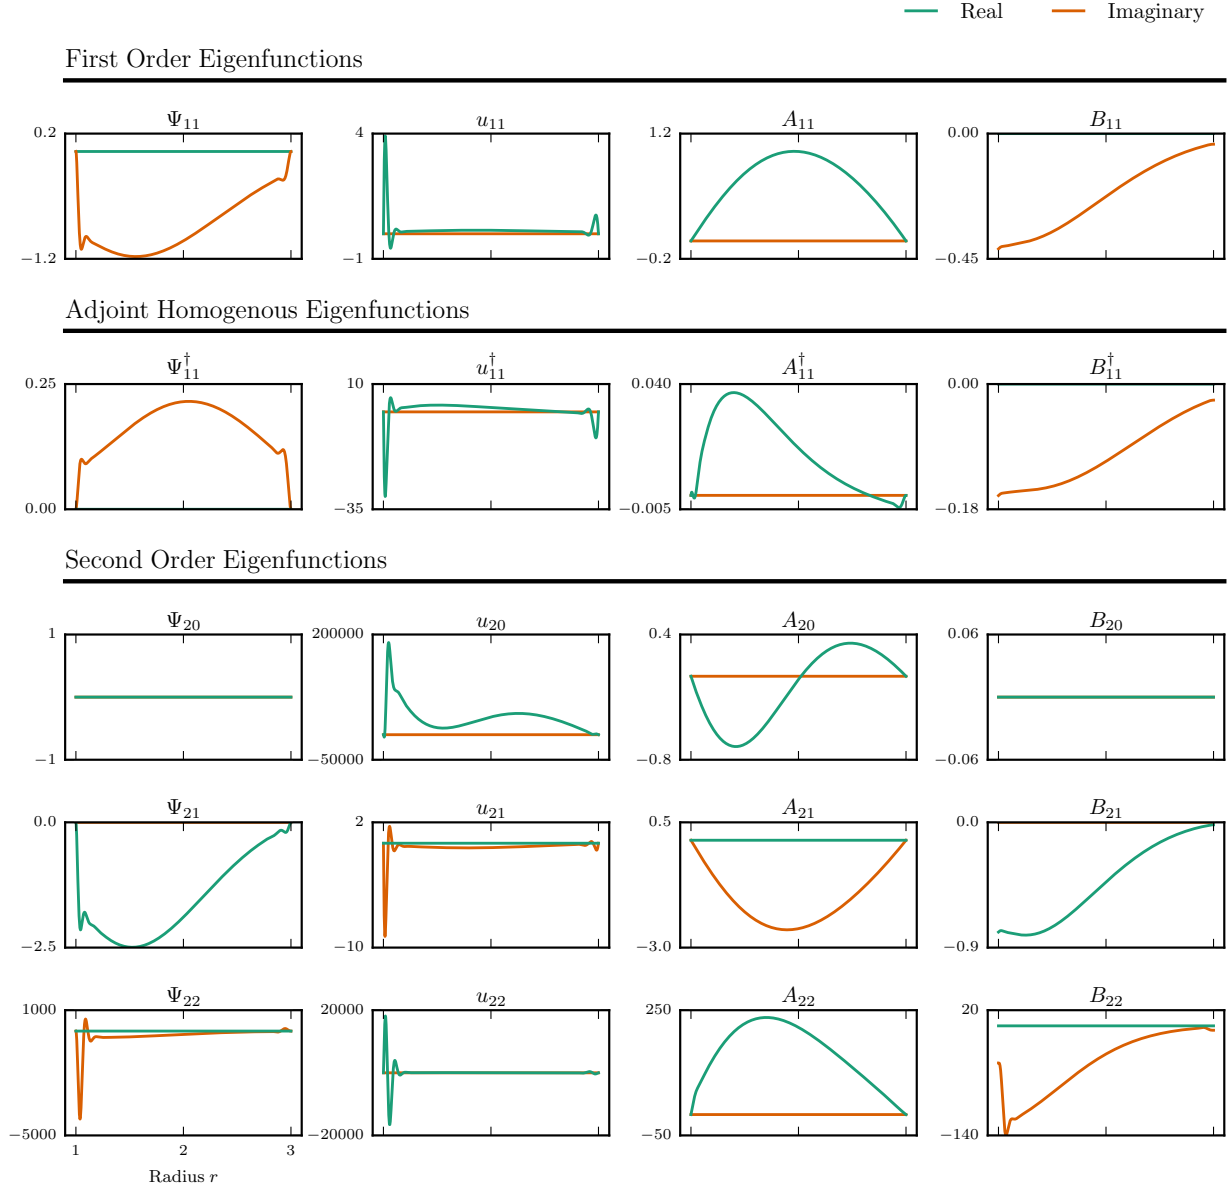 Real Imaginary
First Order Eigenfunctions
Ψ₁₁ u₁₁ A₁₁ B₁₁
0.2 4 1.2 0.00
−1.2 −1 −0.2 −0.45
Adjoint Homogenous Eigenfunctions
Ψ₁₁† u₁₁† A₁₁† B₁₁†
0.25 10 0.040 0.00
0.00 −35 −0.005 −0.18
Second Order Eigenfunctions
Ψ₂₀ u₂₀ A₂₀ B₂₀
1 200000 0.4 0.06
−1 −50000 −0.8 −0.06
Ψ₂₁ u₂₁ A₂₁ B₂₁
0.0 2 0.5 0.0
−2.5 −10 −3.0 −0.9
Ψ₂₂ u₂₂ A₂₂ B₂₂
1000 20000 250 20
−5000 −20000 −50 −140
1 2 3
Radius r